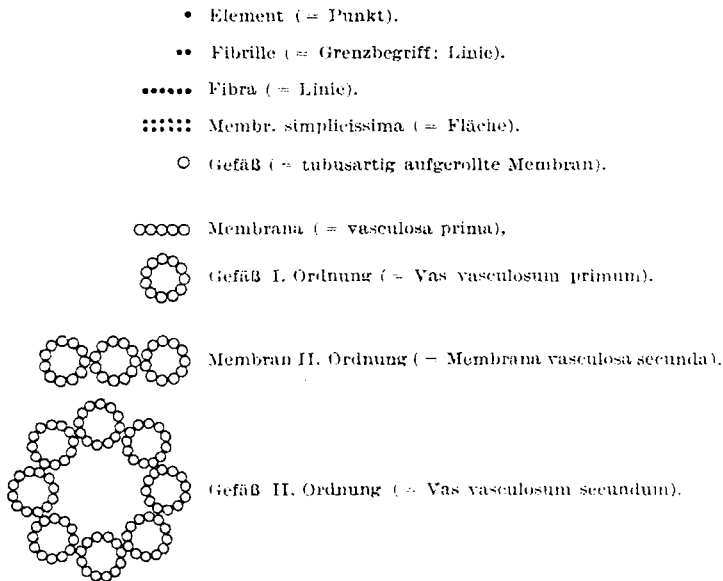 Element (= Punkt).
Fibrille (= Grenzbegriff: Linie).
Fibra (= Linie).
Membr. simplicissima (= Fläche).
Gefäß (= tubusartig aufgerollte Membran).
Membrana (= vasculosa prima),
Gefäß I. Ordnung (= Vas vasculosum primum).
Membran II. Ordnung (= Membrana vasculosa secunda).
Gefäß II. Ordnung (= Vas vasculosum secundum).